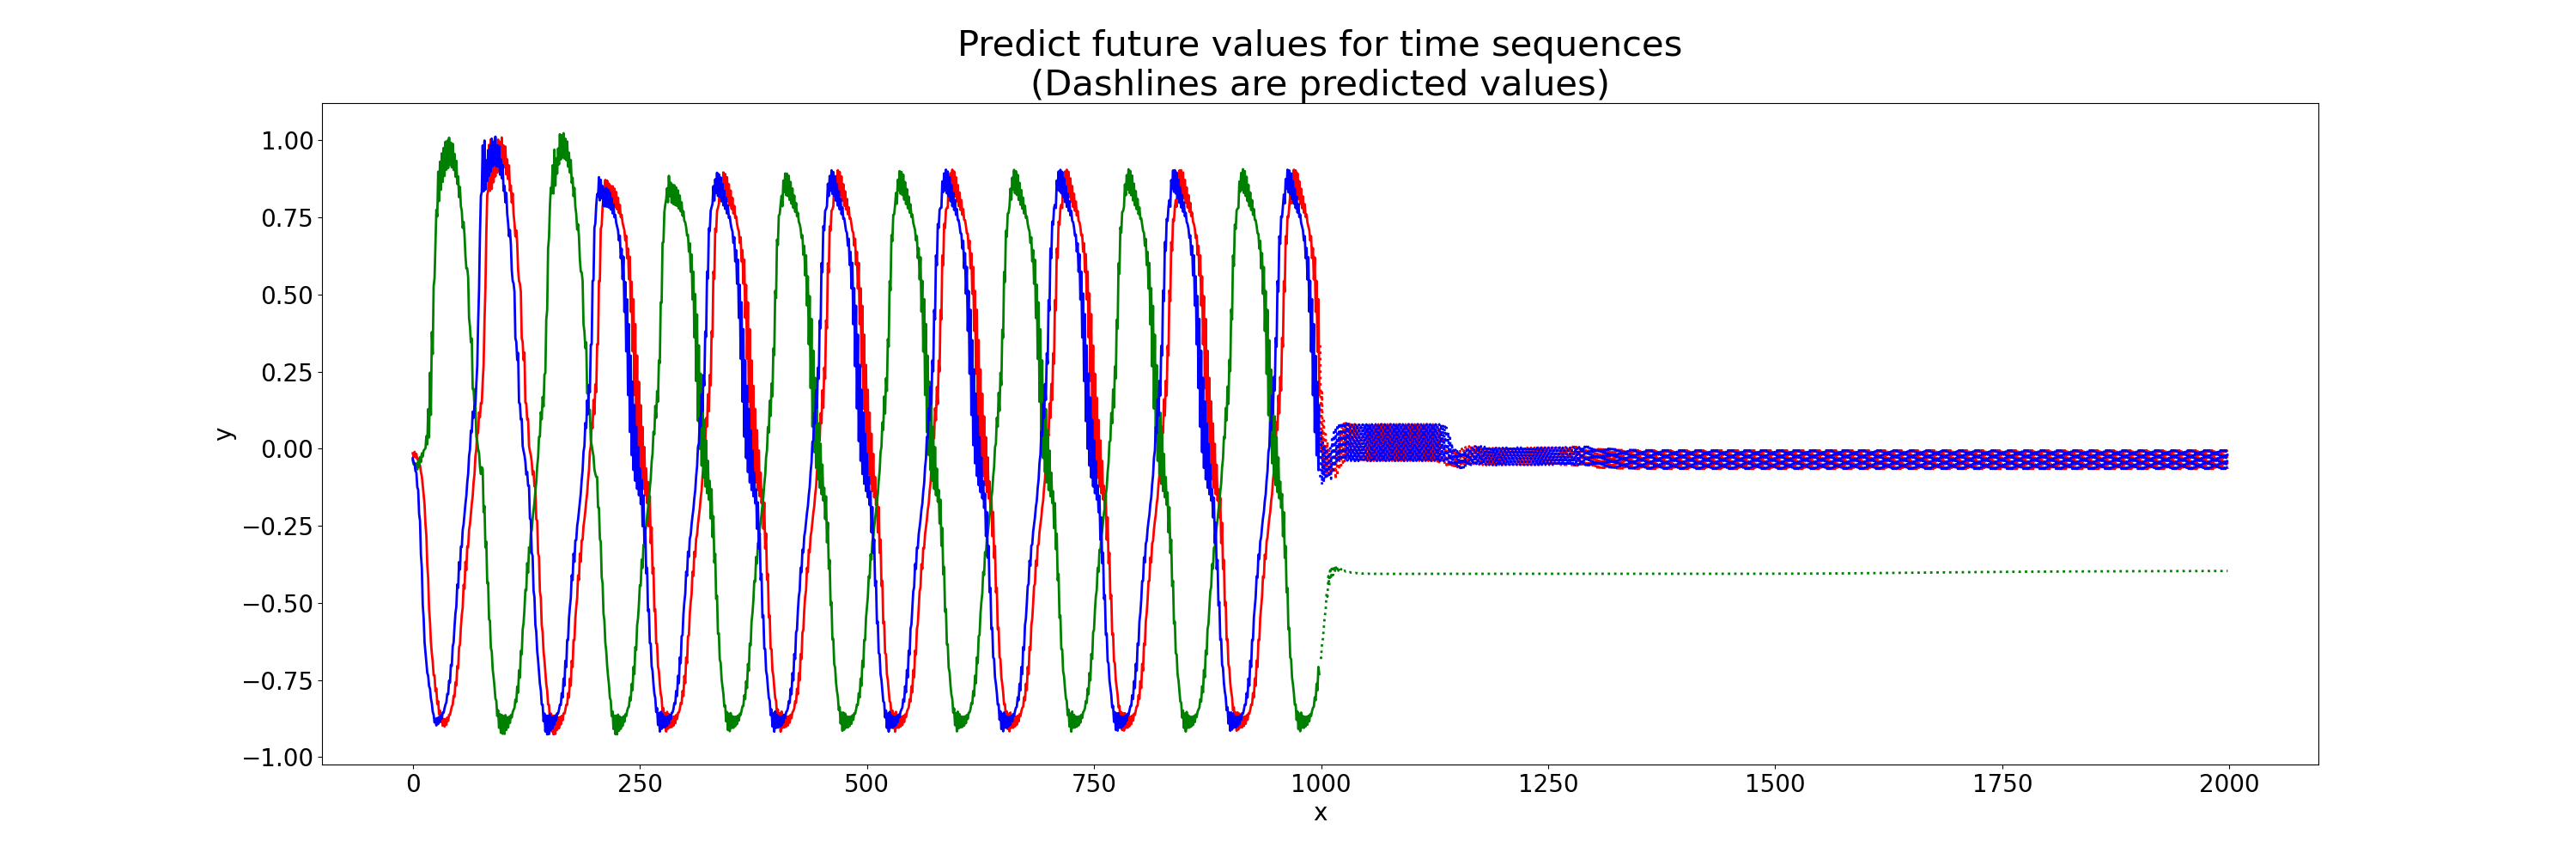 Predict future values for time sequences
(Dashlines are predicted values)
1.00
0.75
0.50
0.25
0.00
−0.25
−0.50
−0.75
−1.00
y
0 250 500 750 1000 1250 1500 1750 2000
x